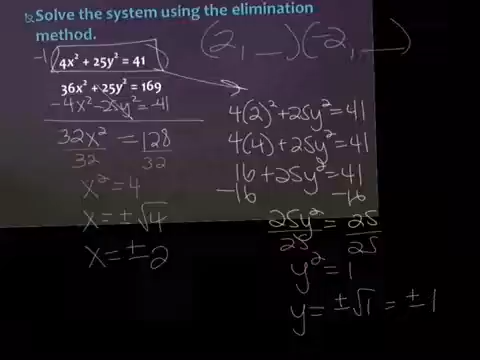 Solve the system using the elimination
method.
(2, __)(-2, __)
-1
4x² + 25y² = 41
36x² + 25y² = 169
-4x² -25y² = -41
32x² = 128
32 32
x² = 4
x = ±√4
x = ±2
4(2)² + 25y² = 41
4(4) + 25y² = 41
16 + 25y² = 41
-16 -16
25y² = 25
25 25
y² = 1
y = ±√1 = ±1